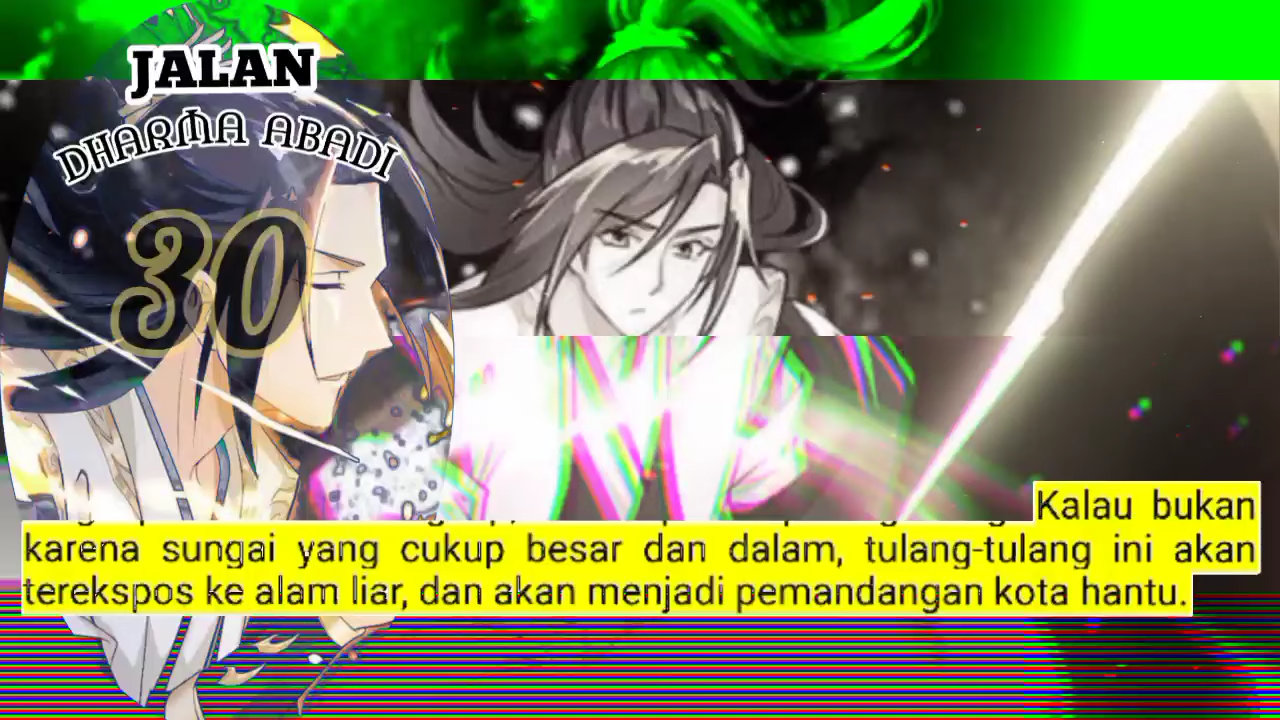 JALAN
DHARMA ABADI
30
Kalau bukan
karena sungai yang cukup besar dan dalam, tulang-tulang ini akan
terekspos ke alam liar, dan akan menjadi pemandangan kota hantu.